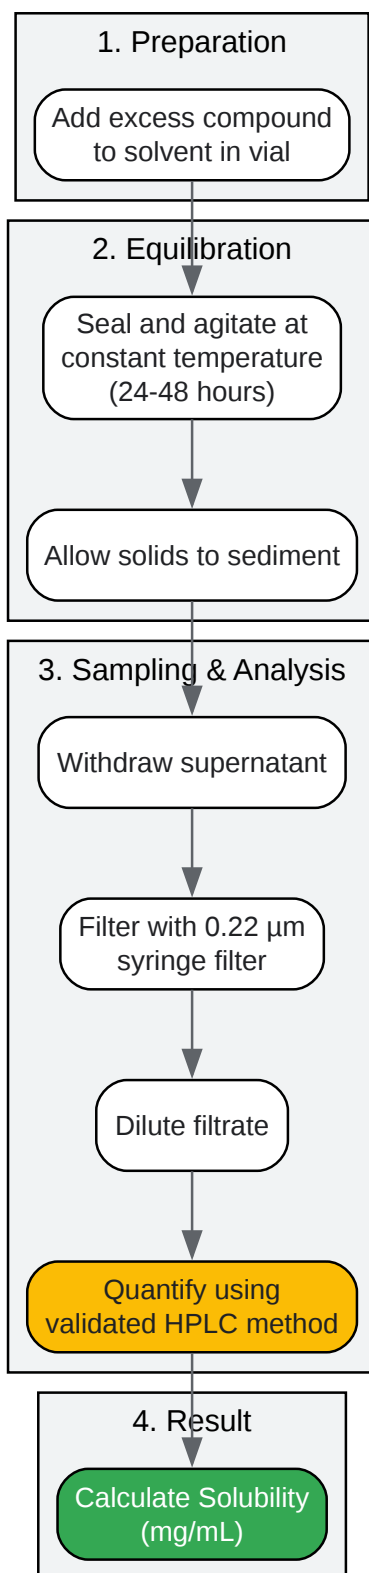 1. Preparation
Add excess compound
to solvent in vial
2. Equilibration
Seal and agitate at
constant temperature
(24-48 hours)
Allow solids to sediment
3. Sampling & Analysis
Withdraw supernatant
Filter with 0.22 µm
syringe filter
Dilute filtrate
Quantify using
validated HPLC method
4. Result
Calculate Solubility
(mg/mL)